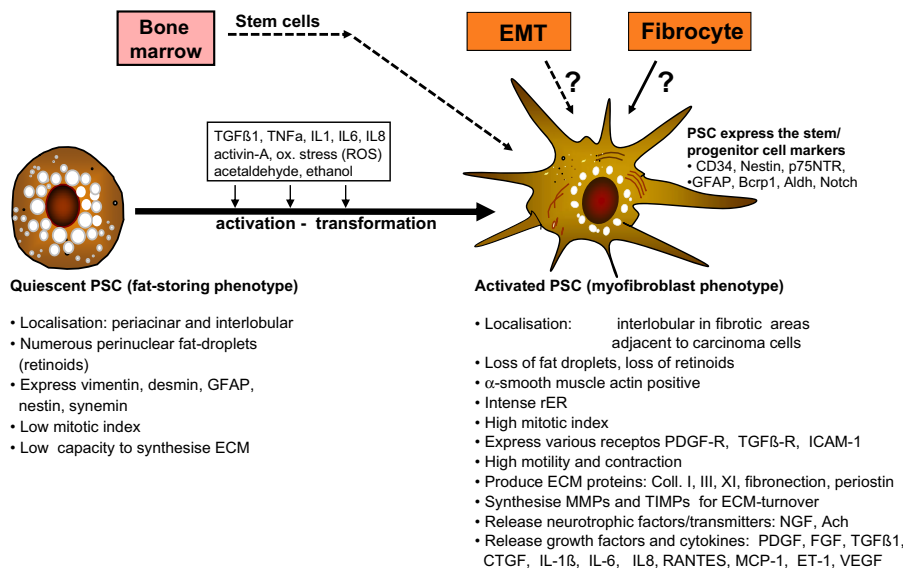 Bone
marrow
Stem cells
EMT
Fibrocyte
?
?
TGFß1, TNFa, IL1, IL6, IL8
activin-A, ox. stress (ROS)
acetaldehyde, ethanol
activation - transformation
PSC express the stem/
progenitor cell markers
• CD34, Nestin, p75NTR,
•GFAP, Bcrp1, Aldh, Notch
Quiescent PSC (fat-storing phenotype)
• Localisation: periacinar and interlobular
• Numerous perinuclear fat-droplets
(retinoids)
• Express vimentin, desmin, GFAP,
nestin, synemin
• Low mitotic index
• Low capacity to synthesise ECM
Activated PSC (myofibroblast phenotype)
• Localisation: interlobular in fibrotic areas
adjacent to carcinoma cells
• Loss of fat droplets, loss of retinoids
• α-smooth muscle actin positive
• Intense rER
• High mitotic index
• Express various receptos PDGF-R, TGFß-R, ICAM-1
• High motility and contraction
• Produce ECM proteins: Coll. I, III, XI, fibronection, periostin
• Synthesise MMPs and TIMPs for ECM-turnover
• Release neurotrophic factors/transmitters: NGF, Ach
• Release growth factors and cytokines: PDGF, FGF, TGFß1,
CTGF, IL-1ß, IL-6, IL8, RANTES, MCP-1, ET-1, VEGF